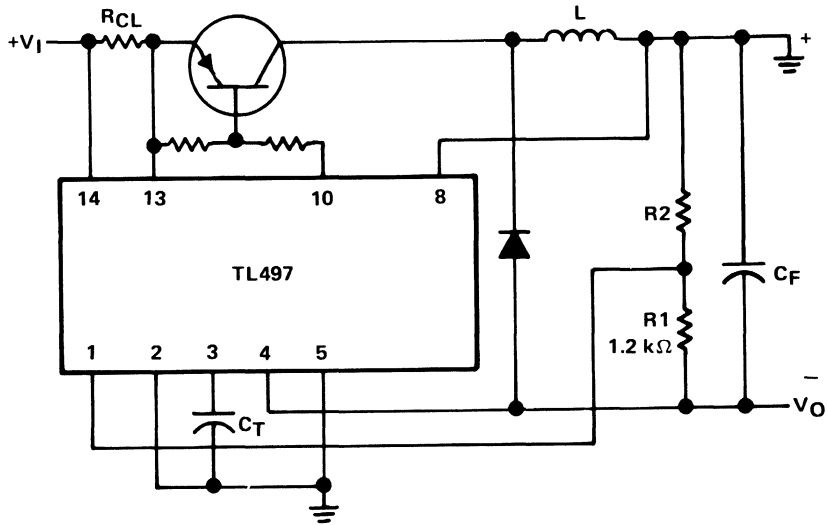 R_CL
L
+V_I
+
14 13 10 8
R2
TL497
C_F
R1
1.2 kΩ
1 2 3 4 5
C_T
−
V_O